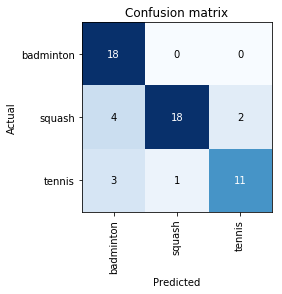 Confusion matrix
Actual
badminton 18 0 0
squash 4 18 2
tennis 3 1 11
badminton
squash
tennis
Predicted